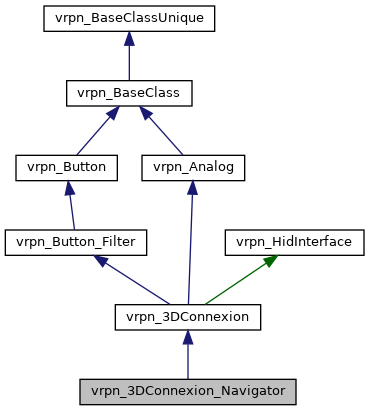 vrpn_BaseClassUnique
vrpn_BaseClass
vrpn_Button
vrpn_Analog
vrpn_Button_Filter
vrpn_HidInterface
vrpn_3DConnexion
vrpn_3DConnexion_Navigator